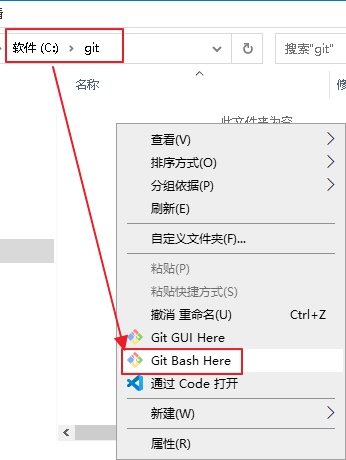 看
软件 (C:) > git
搜索"git"
名称
修
此文件夹为空
查看(V)
排序方式(O)
分组依据(P)
刷新(E)
自定义文件夹(F)...
粘贴(P)
粘贴快捷方式(S)
撤消 重命名(U) Ctrl+Z
Git GUI Here
Git Bash Here
通过 Code 打开
新建(W)
属性(R)